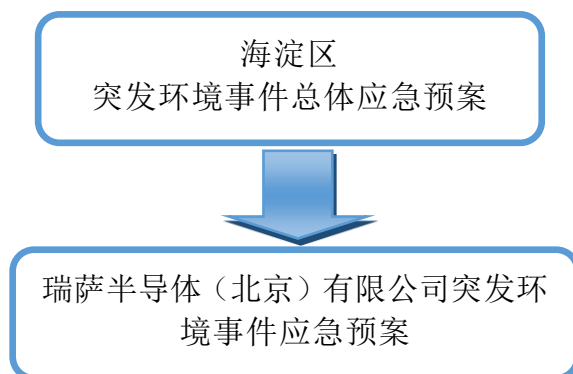 海淀区
突发环境事件总体应急预案
瑞萨半导体（北京）有限公司突发环
境事件应急预案